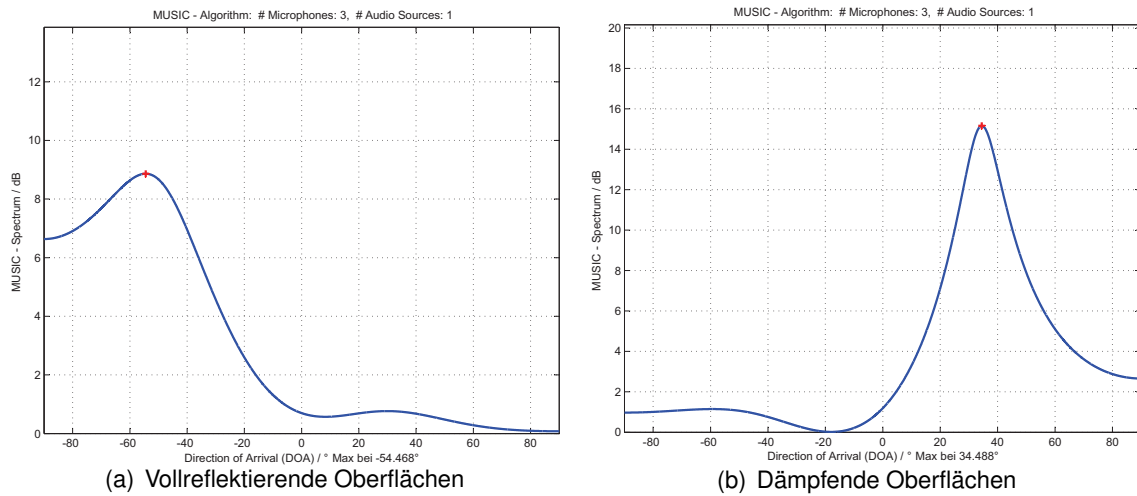 MUSIC - Algorithm: # Microphones: 3, # Audio Sources: 1
MUSIC - Spectrum / dB
12
10
8
6
4
2
0
-80 -60 -40 -20 0 20 40 60 80
Direction of Arrival (DOA) / ° Max bei -54.468°
(a) Vollreflektierende Oberflächen
MUSIC - Algorithm: # Microphones: 3, # Audio Sources: 1
MUSIC - Spectrum / dB
20
18
16
14
12
10
8
6
4
2
0
-80 -60 -40 -20 0 20 40 60 80
Direction of Arrival (DOA) / ° Max bei 34.488°
(b) Dämpfende Oberflächen